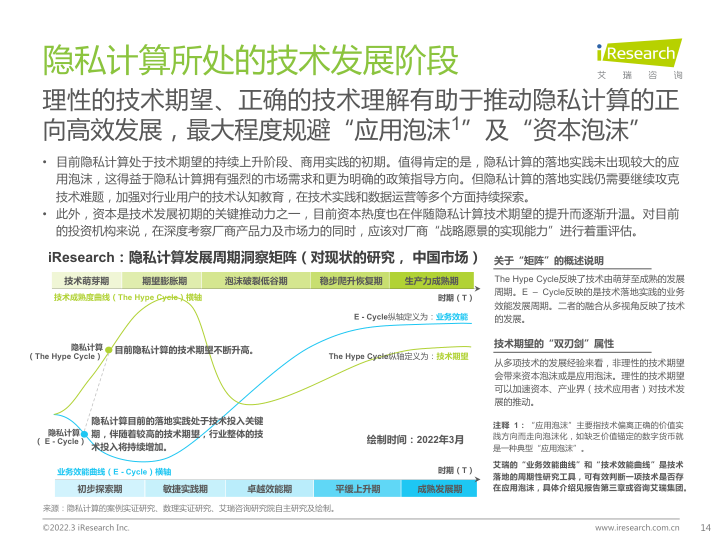 隐私计算所处的技术发展阶段
iResearch
艾 瑞 咨 询
理性的技术期望、正确的技术理解有助于推动隐私计算的正
向高效发展，最大程度规避“应用泡沫1”及“资本泡沫”
• 目前隐私计算处于技术期望的持续上升阶段、商用实践的初期。值得肯定的是，隐私计算的落地实践未出现较大的应
用泡沫，这得益于隐私计算拥有强烈的市场需求和更为明确的政策指导方向。但隐私计算的落地实践仍需要继续攻克
技术难题，加强对行业用户的技术认知教育，在技术实践和数据运营等多个方面持续探索。
• 此外，资本是技术发展初期的关键推动力之一，目前资本热度也在伴随隐私计算技术期望的提升而逐渐升温。对目前
的投资机构来说，在深度考察厂商产品力及市场力的同时，应该对厂商“战略愿景的实现能力”进行着重评估。
iResearch：隐私计算发展周期洞察矩阵（对现状的研究， 中国市场）
技术萌芽期 期望膨胀期 泡沫破裂低谷期 稳步爬升恢复期 生产力成熟期
技术成熟度曲线（The Hype Cycle）横轴
时期（T）
E - Cycle纵轴定义为：业务效能
隐私计算
（The Hype Cycle）
目前隐私计算的技术期望不断升高。
The Hype Cycle纵轴定义为：技术期望
隐私计算
（ E - Cycle）
隐私计算目前的落地实践处于技术投入关键
期，伴随着较高的技术期望，行业整体的技
术投入将持续增加。
绘制时间：2022年3月
业务效能曲线（E - Cycle）横轴
时期（T）
初步探索期 敏捷实践期 卓越效能期 平缓上升期 成熟发展期
关于“矩阵”的概述说明
The Hype Cycle反映了技术由萌芽至成熟的发展
周期。E － Cycle反映的是技术落地实践的业务
效能发展周期。二者的融合从多视角反映了技术
的发展。
技术期望的“双刃剑”属性
从多项技术的发展经验来看，非理性的技术期望
会带来资本泡沫或是应用泡沫。理性的技术期望
可以加速资本、产业界（技术应用者）对技术发
展的推动。
注释 1：“应用泡沫”主要指技术偏离正确的价值实
践方向而走向泡沫化，如缺乏价值锚定的数字货币就
是一种典型“应用泡沫”。
艾瑞的“业务效能曲线”和“技术效能曲线”是技术
落地的周期性研究工具，可有效判断一项技术是否存
在应用泡沫，具体介绍见报告第三章或咨询艾瑞集团。
来源：隐私计算的案例实证研究、数理实证研究、艾瑞咨询研究院自主研究及绘制。
©2022.3 iResearch Inc.
www.iresearch.com.cn
14